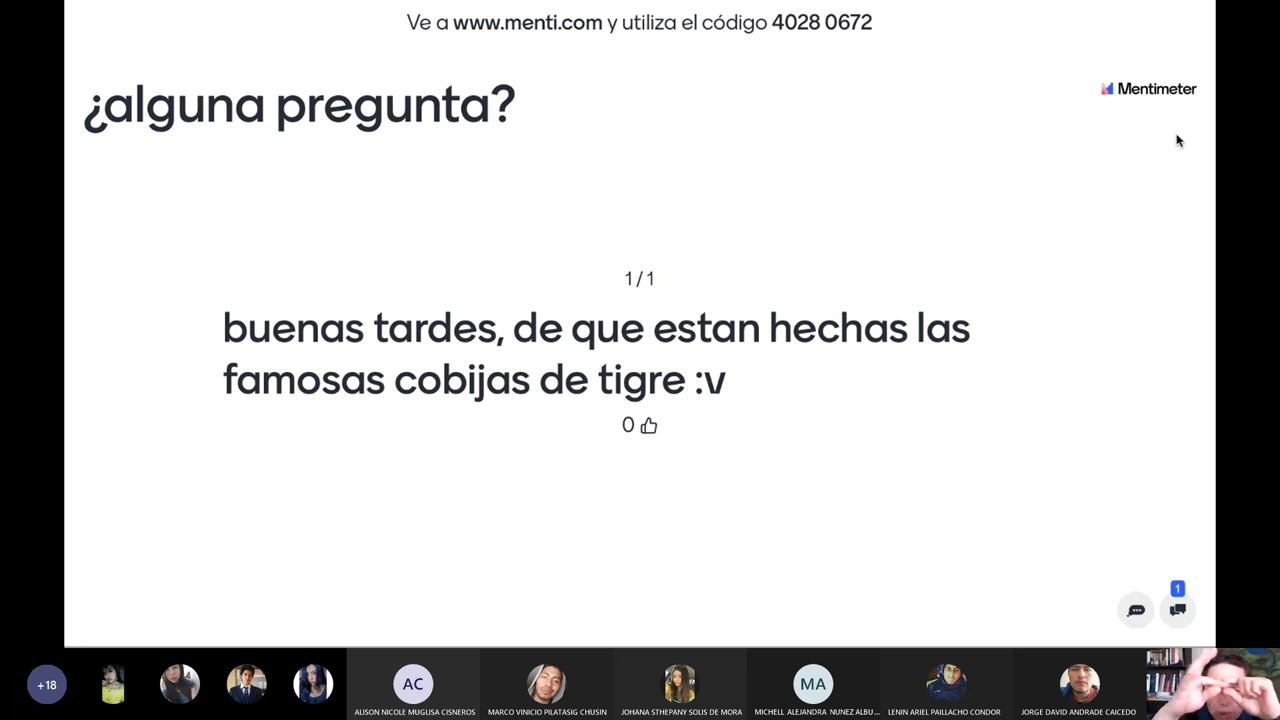 Ve a www.menti.com y utiliza el código 4028 0672
¿alguna pregunta?
Mentimeter
1 / 1
buenas tardes, de que estan hechas las
famosas cobijas de tigre :v
0
1
+18
AC
MA
ALISON NICOLE MUGLISA CISNEROS
MARCO VINICIO PILATASIG CHUSIN
JOHANA STHEPANY SOLIS DE MORA
MICHELL ALEJANDRA NUNEZ ALBU...
LENIN ARIEL PAILLACHO CONDOR
JORGE DAVID ANDRADE CAICEDO